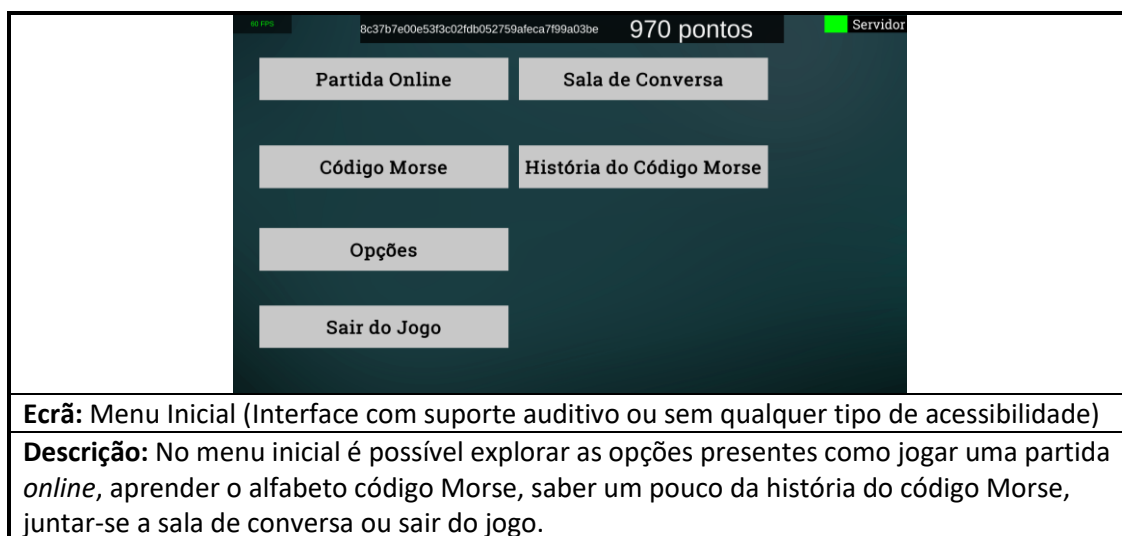 60 FPS
8c37b7e00e53f3c02fdb052759afeca7f99a03be 970 pontos
Servidor
Partida Online Sala de Conversa
Código Morse História do Código Morse
Opções
Sair do Jogo
Ecrã: Menu Inicial (Interface com suporte auditivo ou sem qualquer tipo de acessibilidade)
Descrição: No menu inicial é possível explorar as opções presentes como jogar uma partida
online, aprender o alfabeto código Morse, saber um pouco da história do código Morse,
juntar-se a sala de conversa ou sair do jogo.